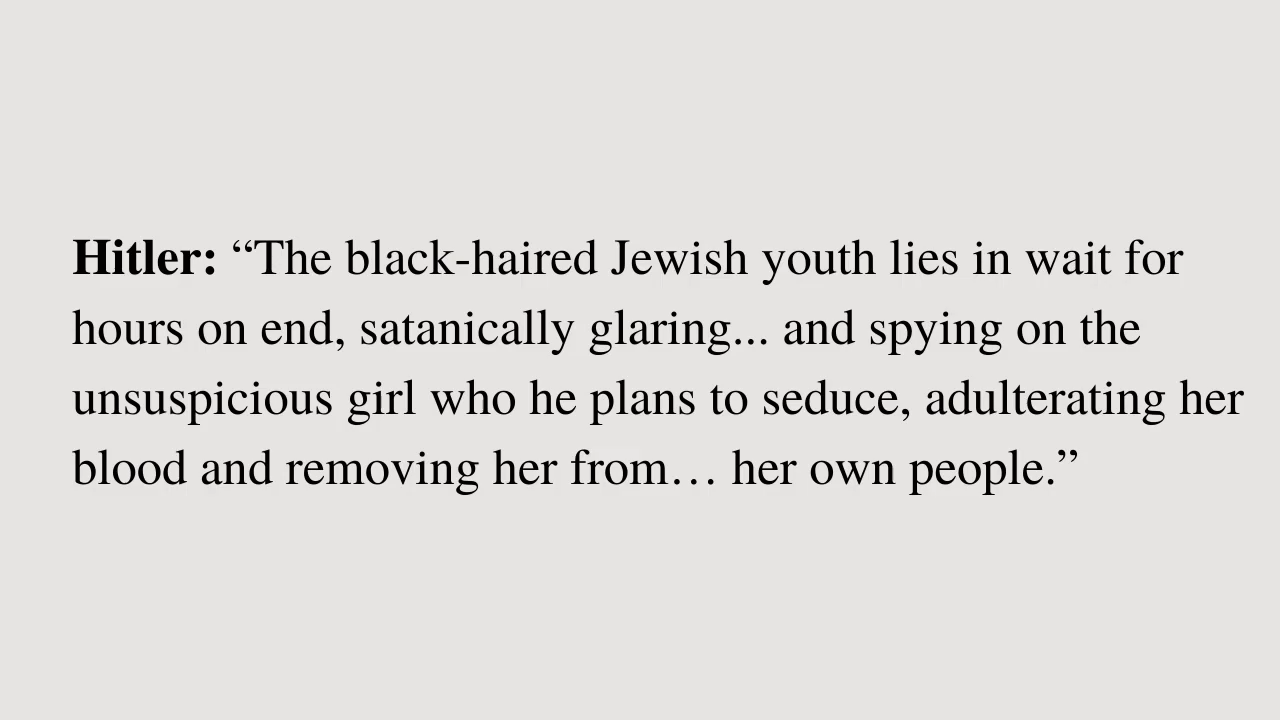 Hitler: “The black-haired Jewish youth lies in wait for
hours on end, satanically glaring... and spying on the
unsuspicious girl who he plans to seduce, adulterating her
blood and removing her from… her own people.”